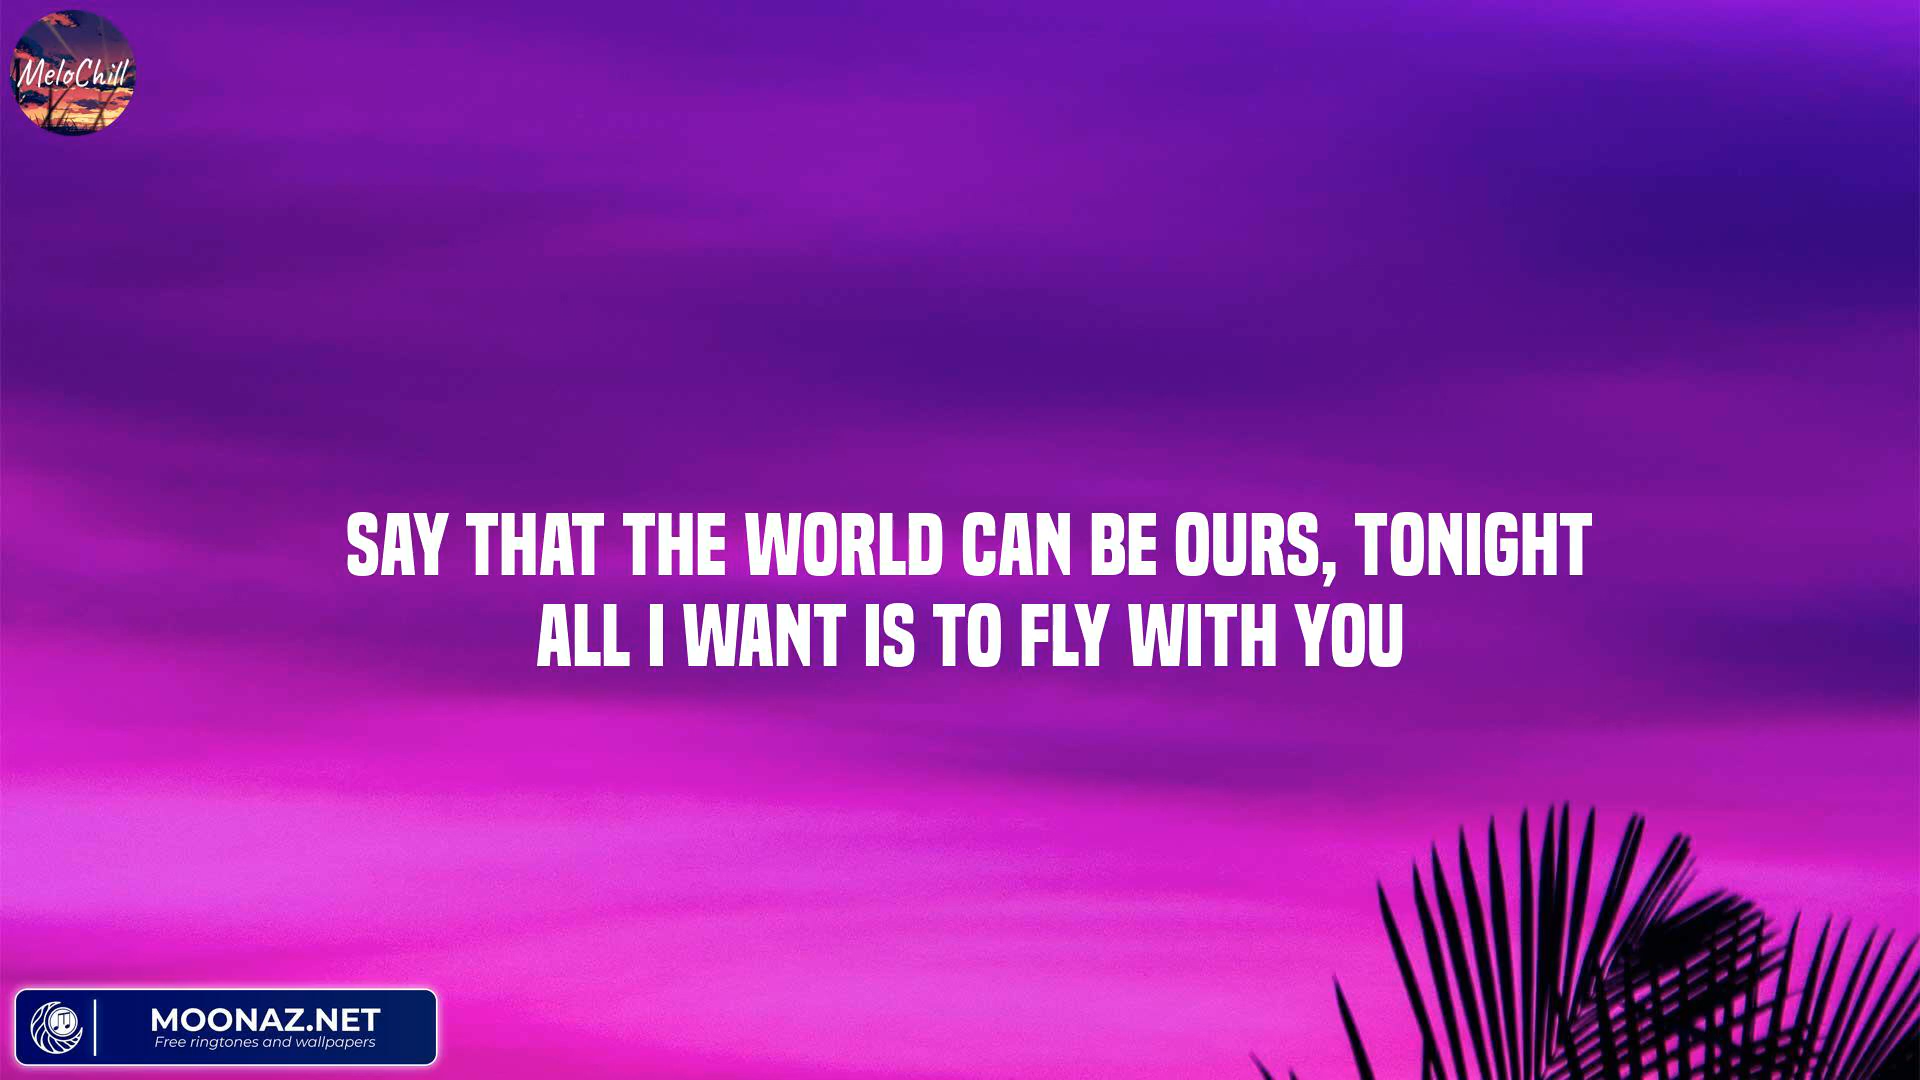 MeloChill
SAY THAT THE WORLD CAN BE OURS, TONIGHT
ALL I WANT IS TO FLY WITH YOU
MOONAZ.NET
Free ringtones and wallpapers